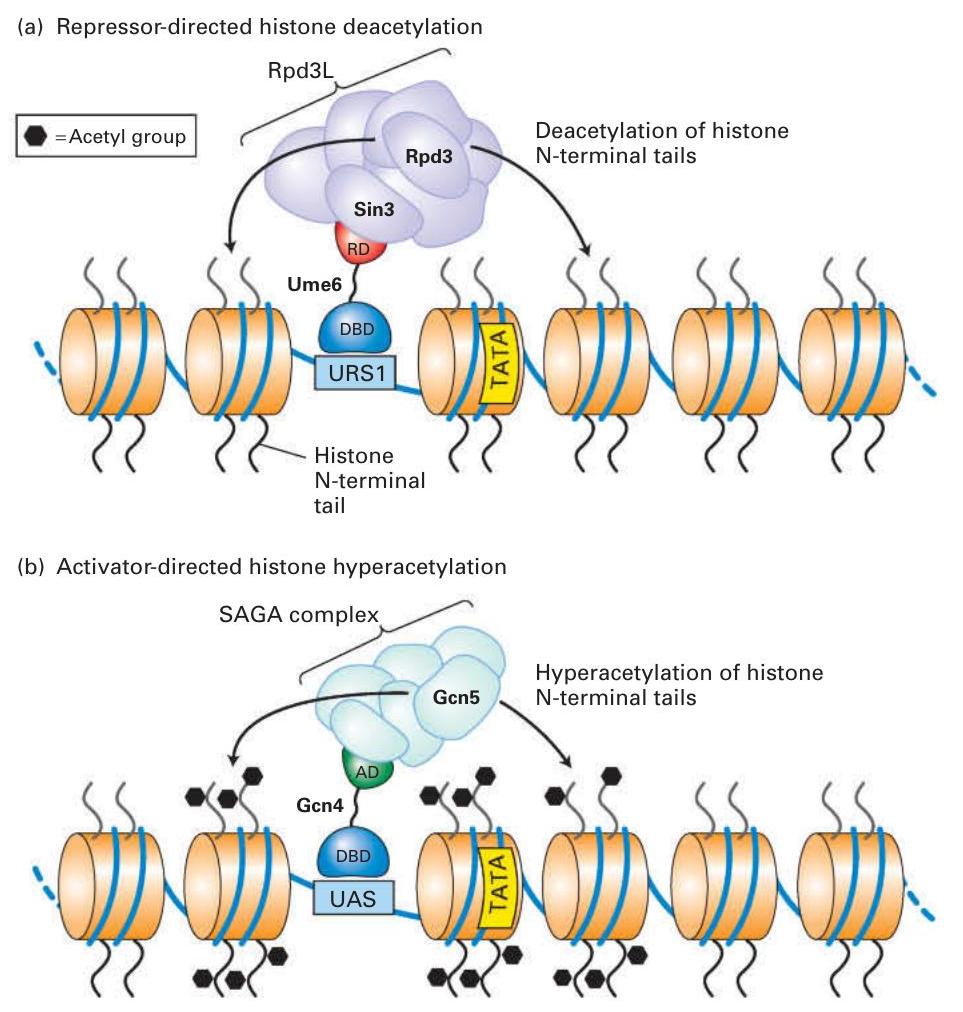 (a) Repressor-directed histone deacetylation
Rpd3L
= Acetyl group
Deacetylation of histone
N-terminal tails
Rpd3
Sin3
RD
Ume6
DBD
URS1
TATA
Histone
N-terminal
tail
(b) Activator-directed histone hyperacetylation
SAGA complex
Hyperacetylation of histone
N-terminal tails
Gcn5
AD
Gcn4
DBD
UAS
TATA